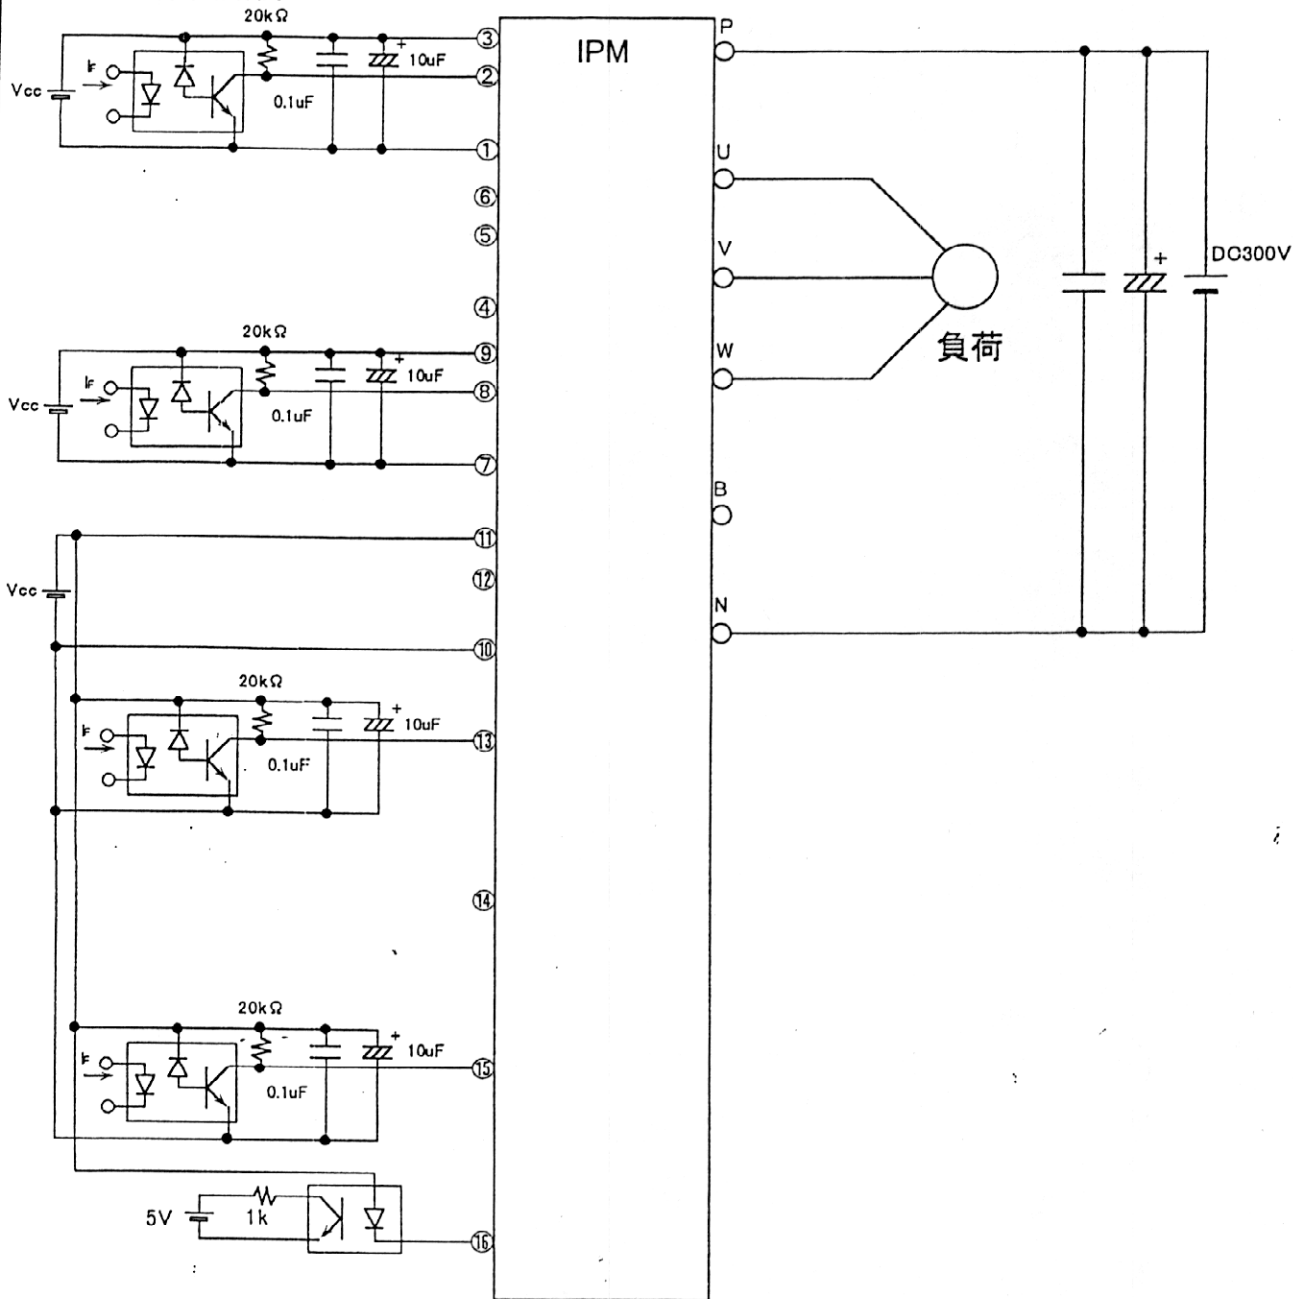 20kΩ
③
IPM
P
10uF
IF
②
Vcc
0.1uF
①
U
⑥
⑤
V
DC300V
④
20kΩ
負荷
⑨
W
10uF
IF
⑧
Vcc
0.1uF
⑦
B
⑪
⑫
Vcc
N
⑩
20kΩ
10uF
IF
⑬
0.1uF
⑭
20kΩ
10uF
IF
⑮
0.1uF
5V
1k
⑯